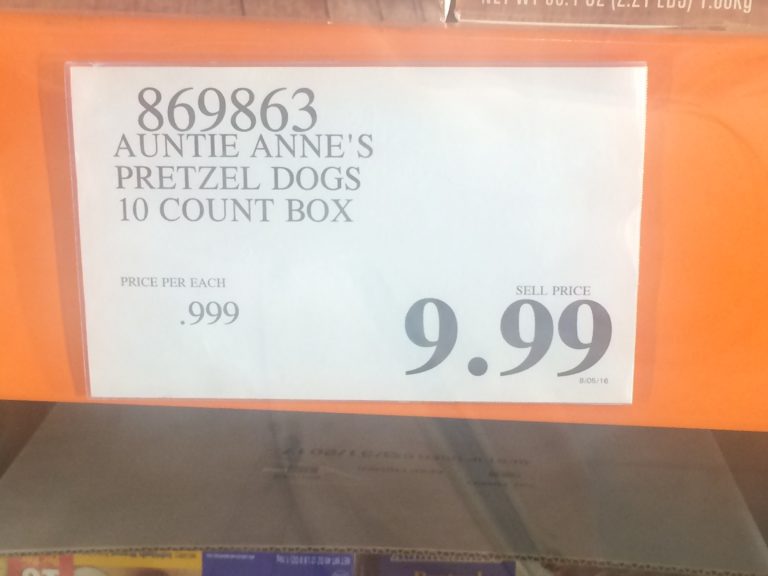 869863
AUNTIE ANNE'S
PRETZEL DOGS
10 COUNT BOX
PRICE PER EACH
.999
SELL PRICE
9.99
8/05/16